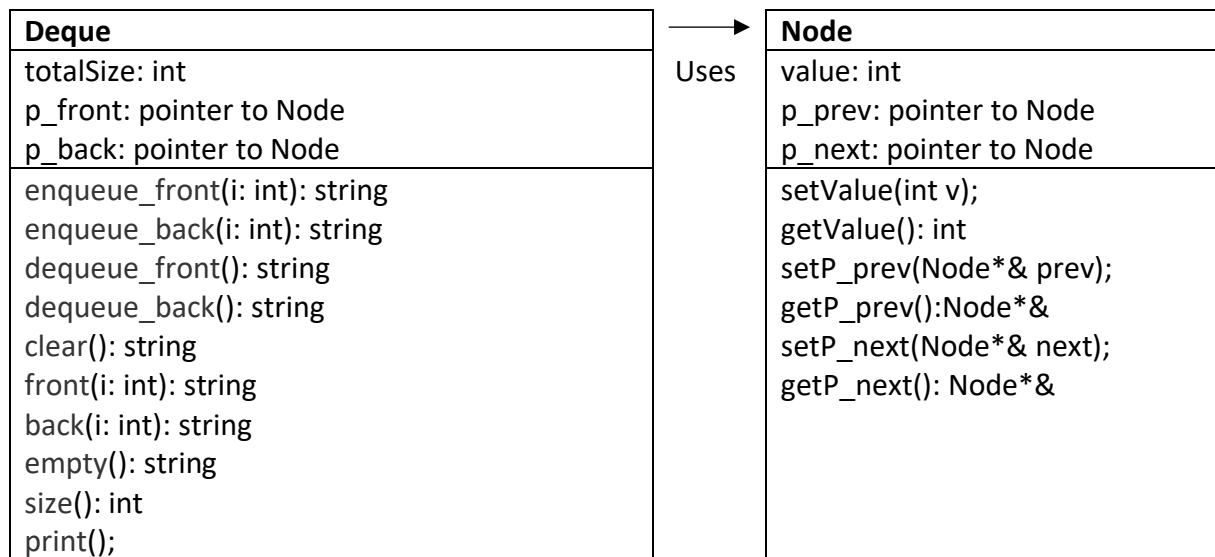 Deque
totalSize: int
p_front: pointer to Node
p_back: pointer to Node
enqueue_front(i: int): string
enqueue_back(i: int): string
dequeue_front(): string
dequeue_back(): string
clear(): string
front(i: int): string
back(i: int): string
empty(): string
size(): int
print();
Uses
Node
value: int
p_prev: pointer to Node
p_next: pointer to Node
setValue(int v);
getValue(): int
setP_prev(Node*& prev);
getP_prev():Node*&
setP_next(Node*& next);
getP_next(): Node*&